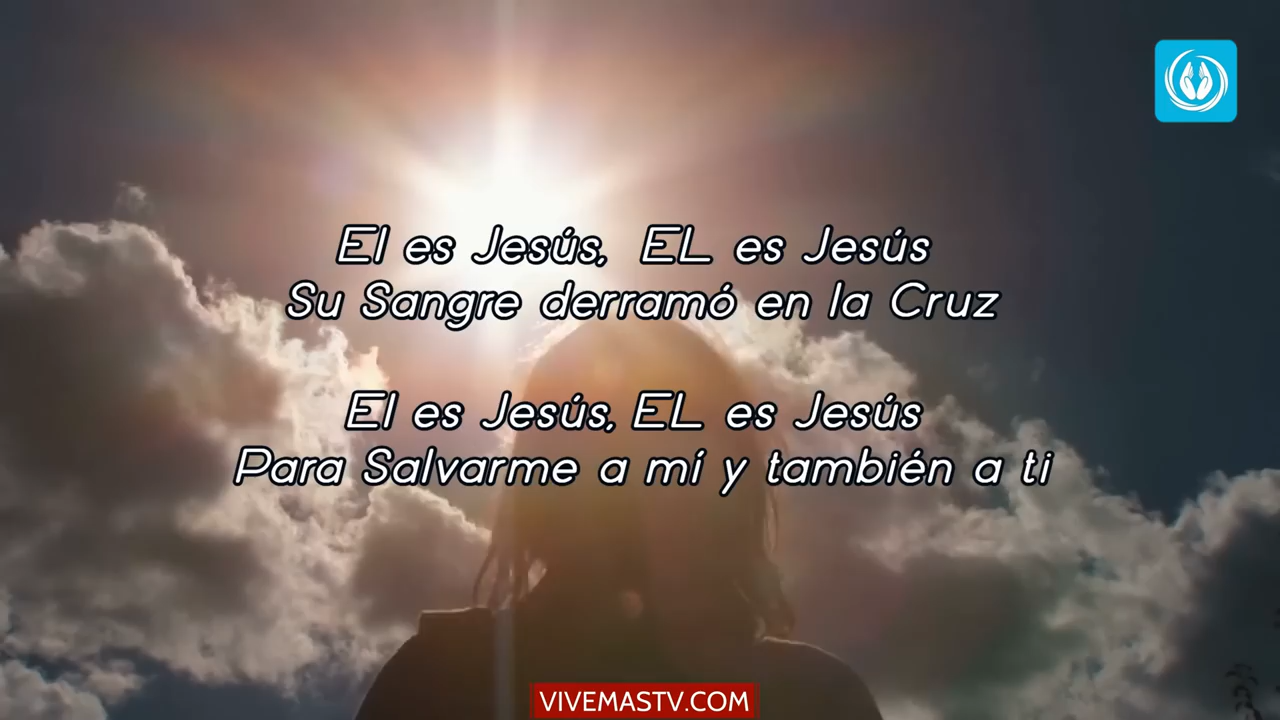 El es Jesús, EL es Jesús
Su Sangre derramó en la Cruz
El es Jesús, EL es Jesús
Para Salvarme a mí y también a ti
VIVEMASTV.COM